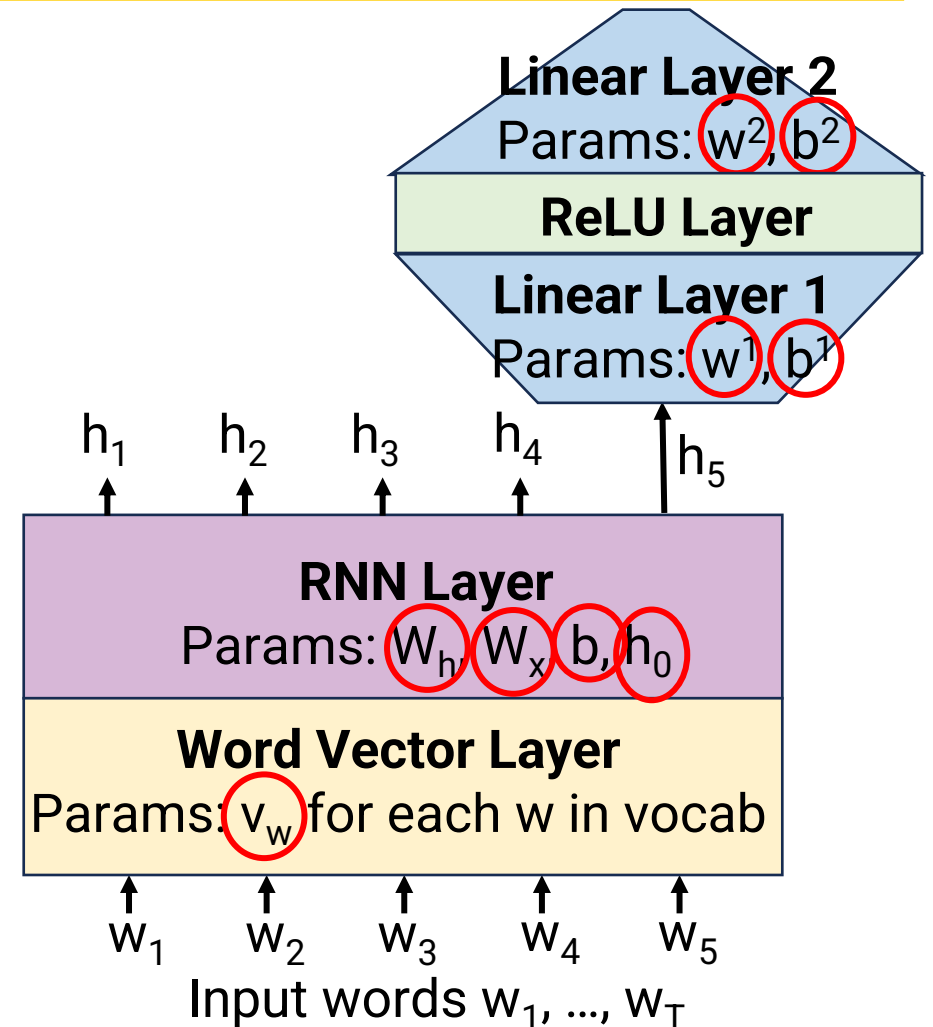 Linear Layer 2
Params: w², b²
ReLU Layer
Linear Layer 1
Params: w¹, b¹
h₁ h₂ h₃ h₄ h₅
RNN Layer
Params: Wₕ, Wₓ, b, h₀
Word Vector Layer
Params: v_w for each w in vocab
w₁ w₂ w₃ w₄ w₅
Input words w₁, …, w_T